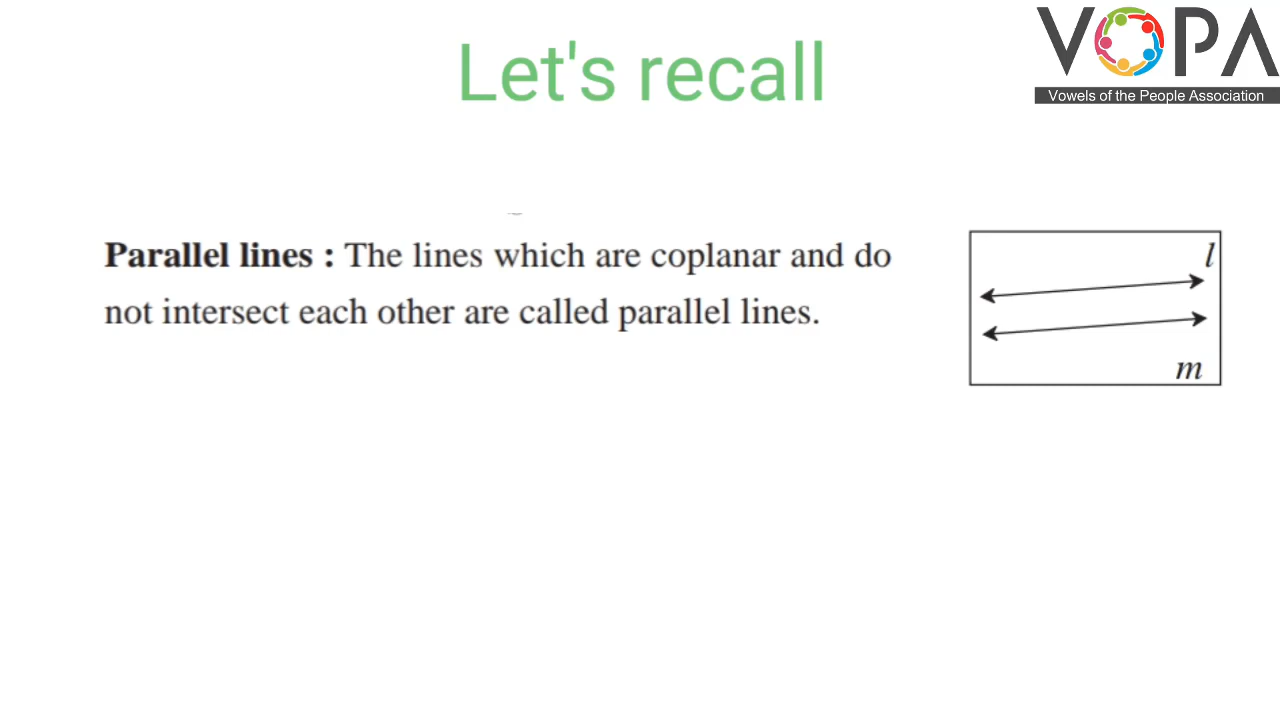 Let's recall
VOPA
Vowels of the People Association
Parallel lines : The lines which are coplanar and do
not intersect each other are called parallel lines.
l
m